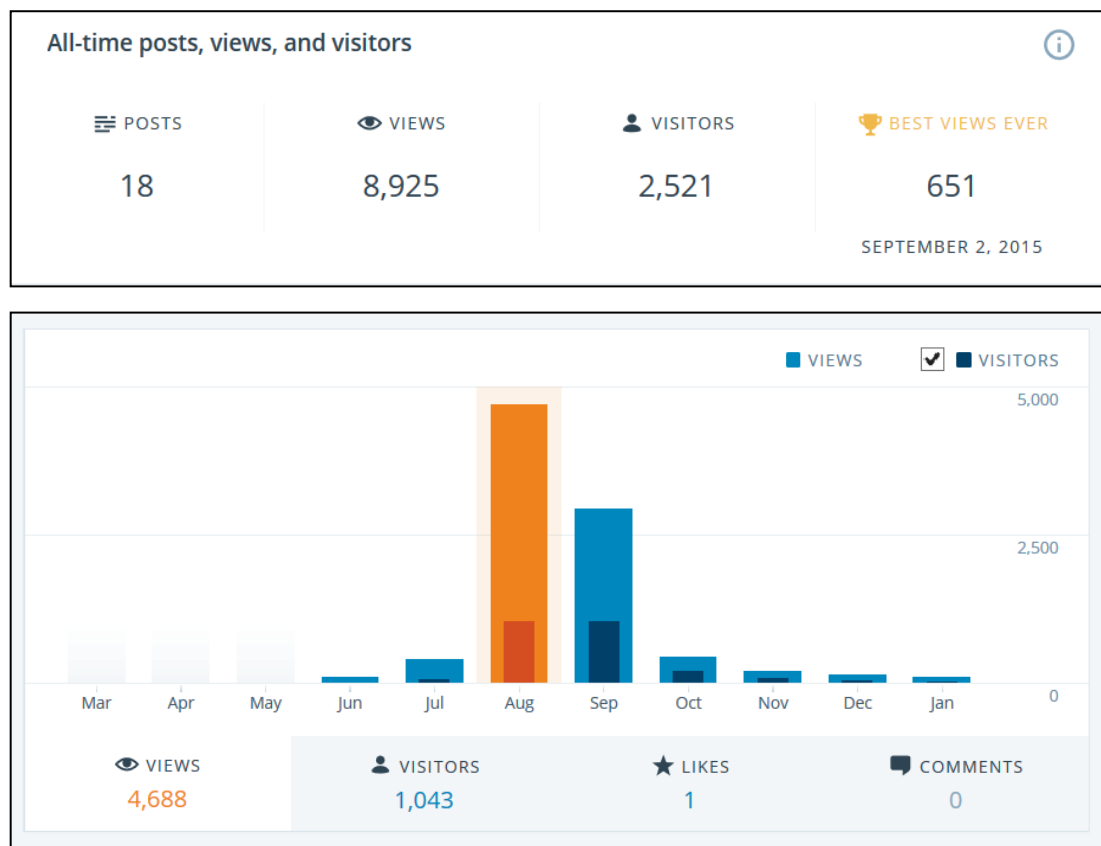 All-time posts, views, and visitors
POSTS VIEWS VISITORS BEST VIEWS EVER
18 8,925 2,521 651
SEPTEMBER 2, 2015
VIEWS VISITORS
5,000
2,500
0
Mar Apr May Jun Jul Aug Sep Oct Nov Dec Jan
VIEWS VISITORS LIKES COMMENTS
4,688 1,043 1 0